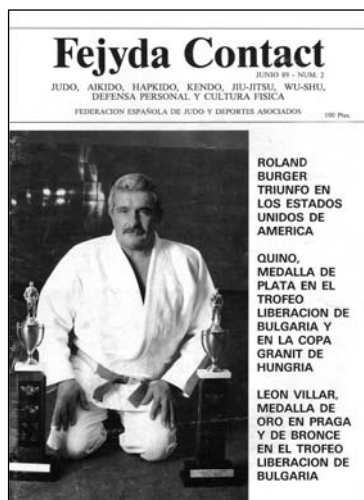 Fejyda Contact
JUNIO 89 - NUM. 2
JUDO, AIKIDO, HAPKIDO, KENDO, JIU-JITSU, WU-SHU,
DEFENSA PERSONAL Y CULTURA FISICA
FEDERACION ESPAÑOLA DE JUDO Y DEPORTES ASOCIADOS
100 Ptas.
ROLAND
BURGER
TRIUNFO EN
LOS ESTADOS
UNIDOS DE
AMERICA
QUINO,
MEDALLA DE
PLATA EN EL
TROFEO
LIBERACION DE
BULGARIA Y
EN LA COPA
GRANIT DE
HUNGRIA
LEON VILLAR,
MEDALLA DE
ORO EN PRAGA
Y DE BRONCE
EN EL TROFEO
LIBERACION DE
BULGARIA